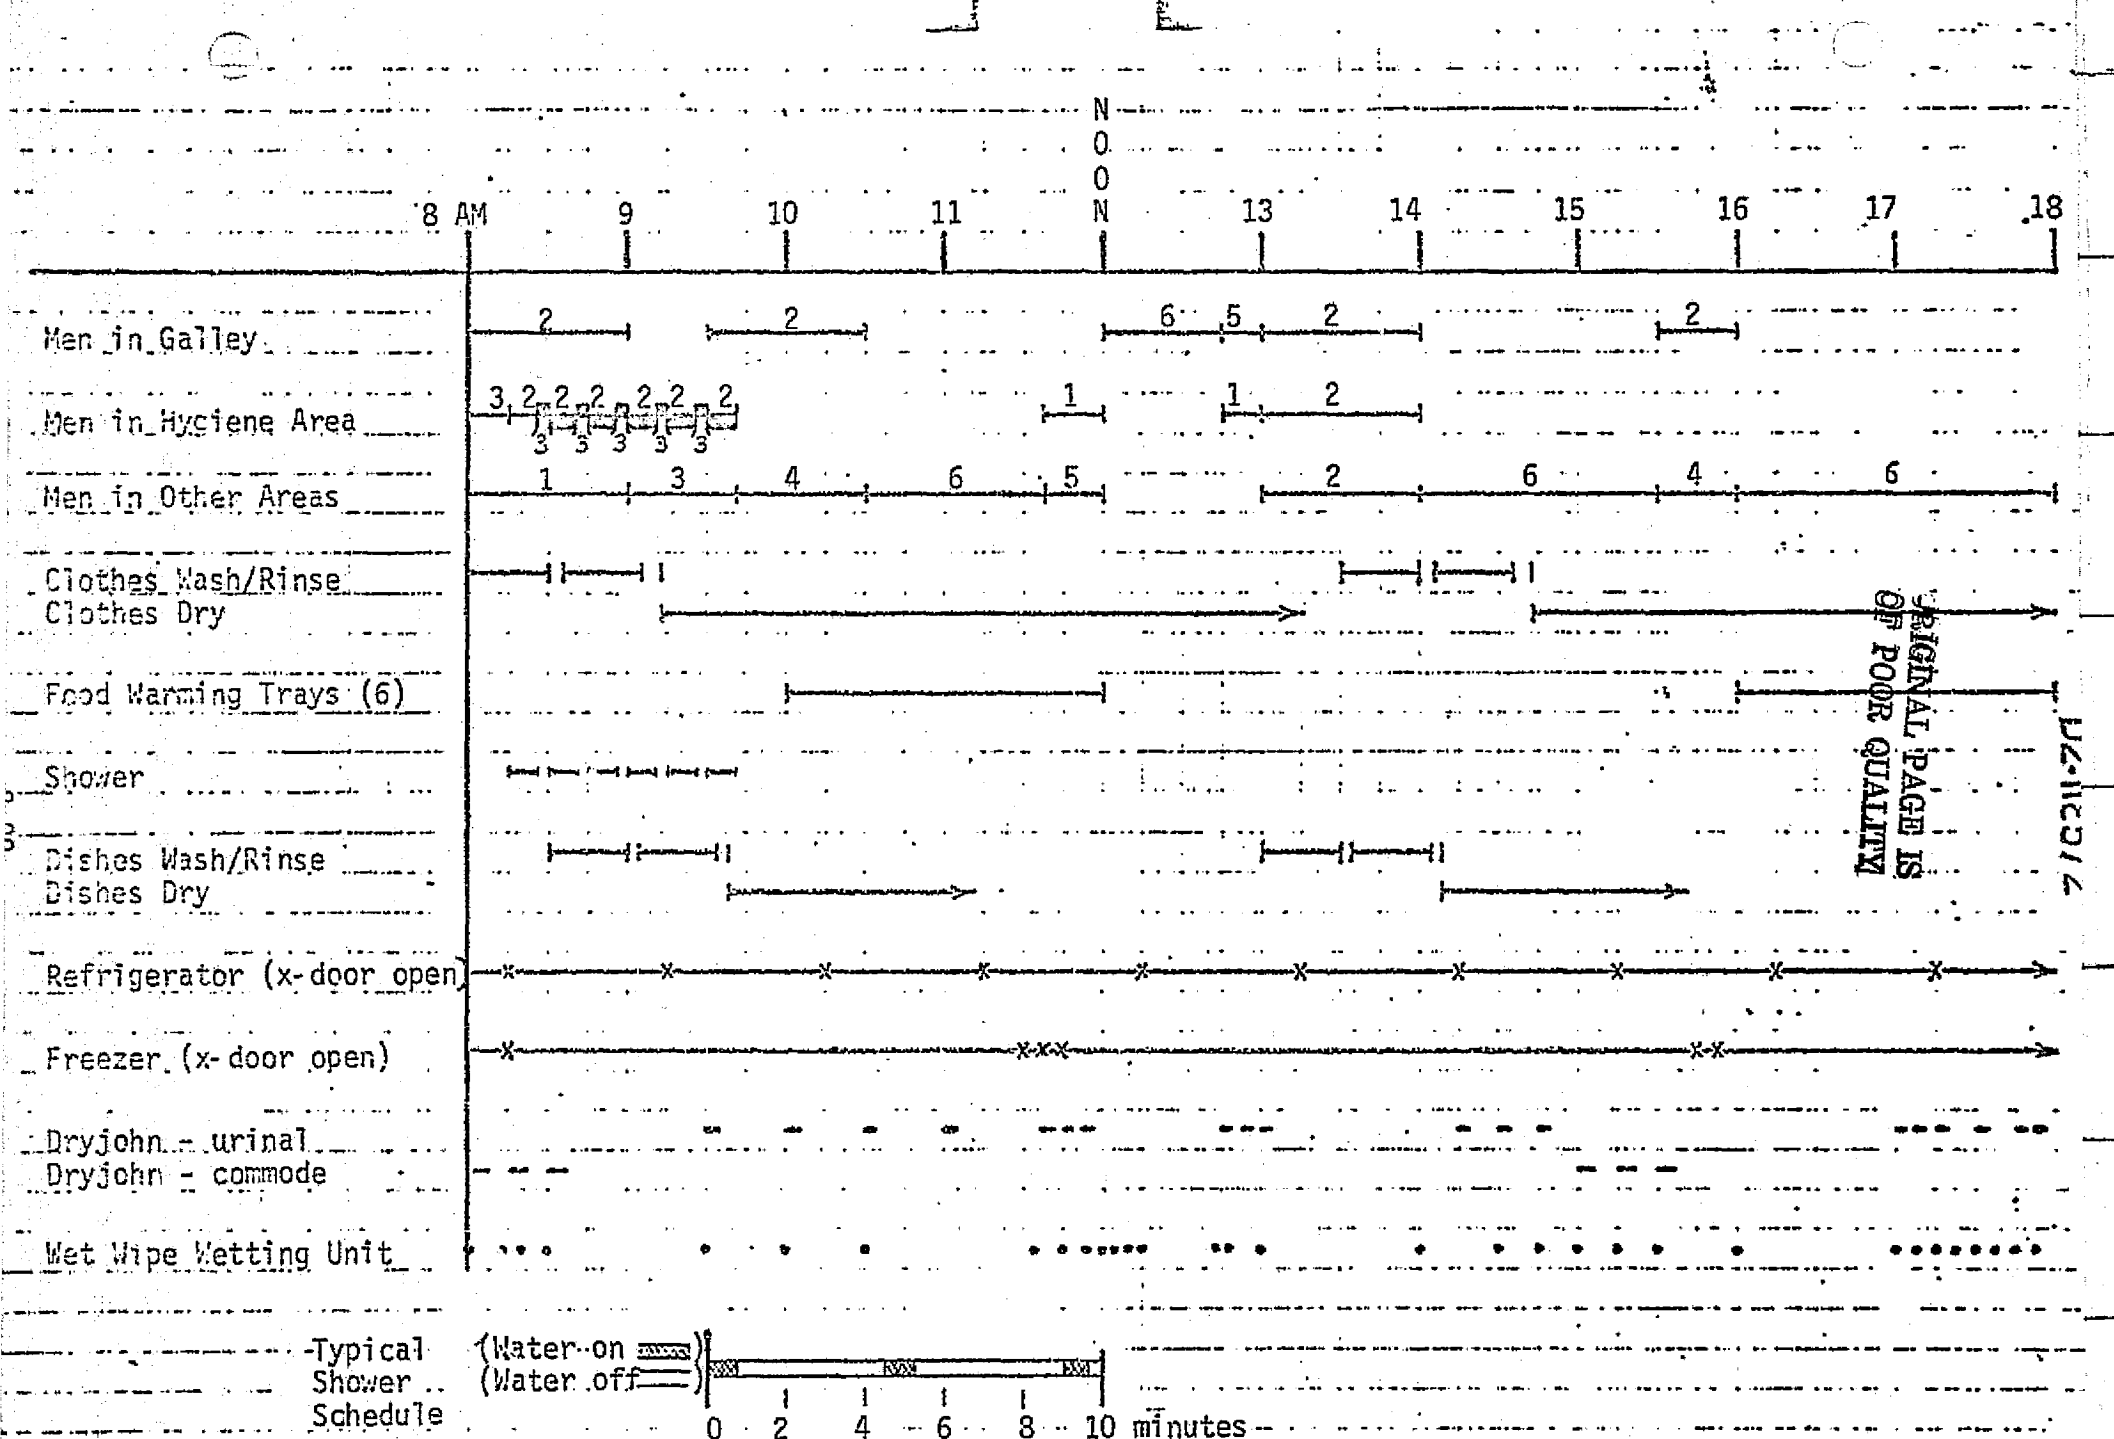 N
O
O
N
8 AM 9 10 11 13 14 15 16 17 18
Men in Galley 2 2 6 5 2 2
Men in Hyciene Area 3 2 2 2 2 2 2 1 1 2
3 3 3 3 3
Men in Other Areas 1 3 4 6 5 2 6 4 6
Clothes Wash/Rinse
Clothes Dry
Food Warming Trays (6)
Shower
Dishes Wash/Rinse
Dishes Dry
Refrigerator (x-door open)
Freezer (x-door open)
Dryjohn - urinal
Dryjohn - commode
Wet Wipe Wetting Unit
Typical (Water on )
Shower (Water off )
Schedule
0 2 4 6 8 10 minutes
ORIGINAL PAGE IS
OF POOR QUALITY